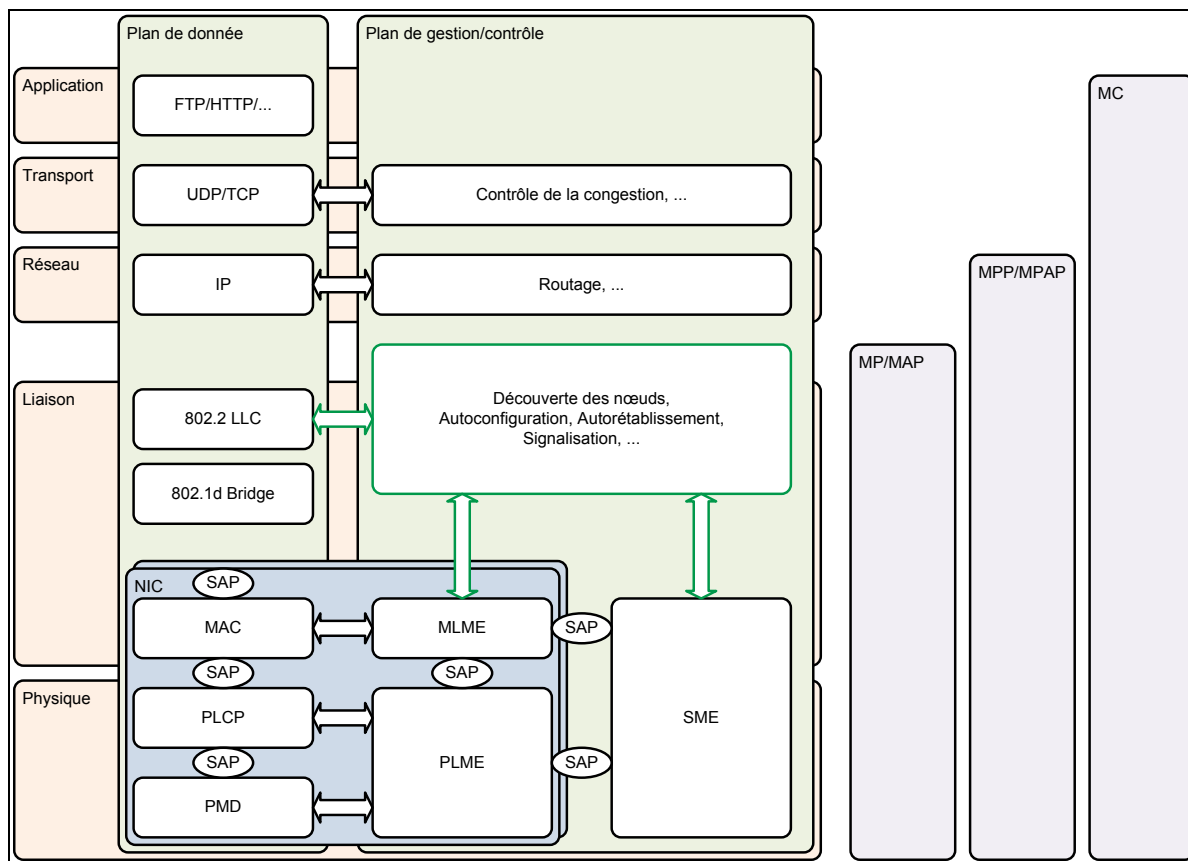 Plan de donnée
Plan de gestion/contrôle
Application
FTP/HTTP/...
MC
Transport
UDP/TCP
Contrôle de la congestion, ...
Réseau
IP
Routage, ...
MPP/MPAP
MP/MAP
Liaison
802.2 LLC
Découverte des nœuds,
Autoconfiguration, Autorétablissement,
Signalisation, ...
802.1d Bridge
NIC
SAP
MAC
MLME
SAP
SAP
SAP
Physique
PLCP
PLME
SME
SAP
SAP
PMD